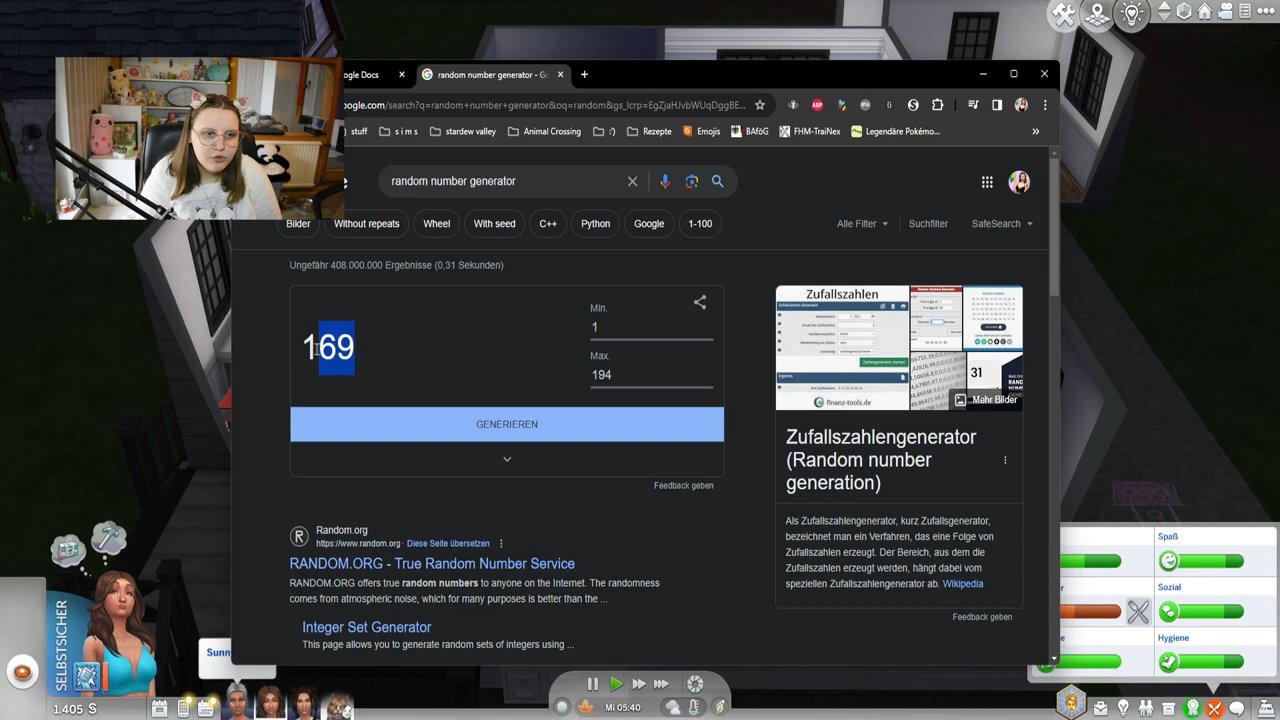 ogle Docs
random number generator - G
ogle.com/search?q=random+number+generator&oq=random&gs_lcrp=EgZjaHJvbWUqDggBE...
stuff
s i m s
stardew valley
Animal Crossing
:)
Rezepte
Emojis
BAföG
FHM-TraiNex
Legendäre Pokémo...
random number generator
Bilder
Without repeats
Wheel
With seed
C++
Python
Google
1-100
Alle Filter
Suchfilter
SafeSearch
Ungefähr 408.000.000 Ergebnisse (0,31 Sekunden)
69
Min.
1
Max.
194
GENERIEREN
Feedback geben
Zufallszahlen
finanz-tools.de
31
Mehr Bilder
Zufallszahlengenerator
(Random number
generation)
Als Zufallszahlengenerator, kurz Zufallsgenerator,
bezeichnet man ein Verfahren, das eine Folge von
Zufallszahlen erzeugt. Der Bereich, aus dem die
Zufallszahlen erzeugt werden, hängt dabei vom
speziellen Zufallszahlengenerator ab. Wikipedia
Feedback geben
Random.org
https://www.random.org · Diese Seite übersetzen
RANDOM.ORG - True Random Number Service
RANDOM.ORG offers true random numbers to anyone on the Internet. The randomness
comes from atmospheric noise, which for many purposes is better than the ...
Integer Set Generator
This page allows you to generate random sets of integers using ...
Spaß
Sozial
Hygiene
SELBSTSICHER
Sunn
1.405 $
Mi 05:40